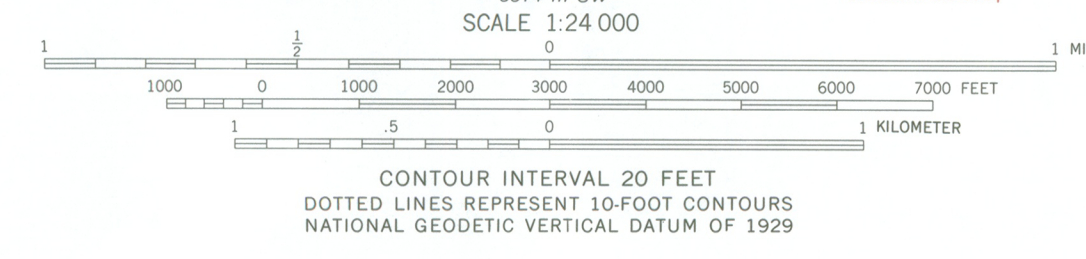 SCALE 1:24 000
1 1/2 0 1 MI
1000 0 1000 2000 3000 4000 5000 6000 7000 FEET
1 .5 0 1 KILOMETER
CONTOUR INTERVAL 20 FEET
DOTTED LINES REPRESENT 10-FOOT CONTOURS
NATIONAL GEODETIC VERTICAL DATUM OF 1929